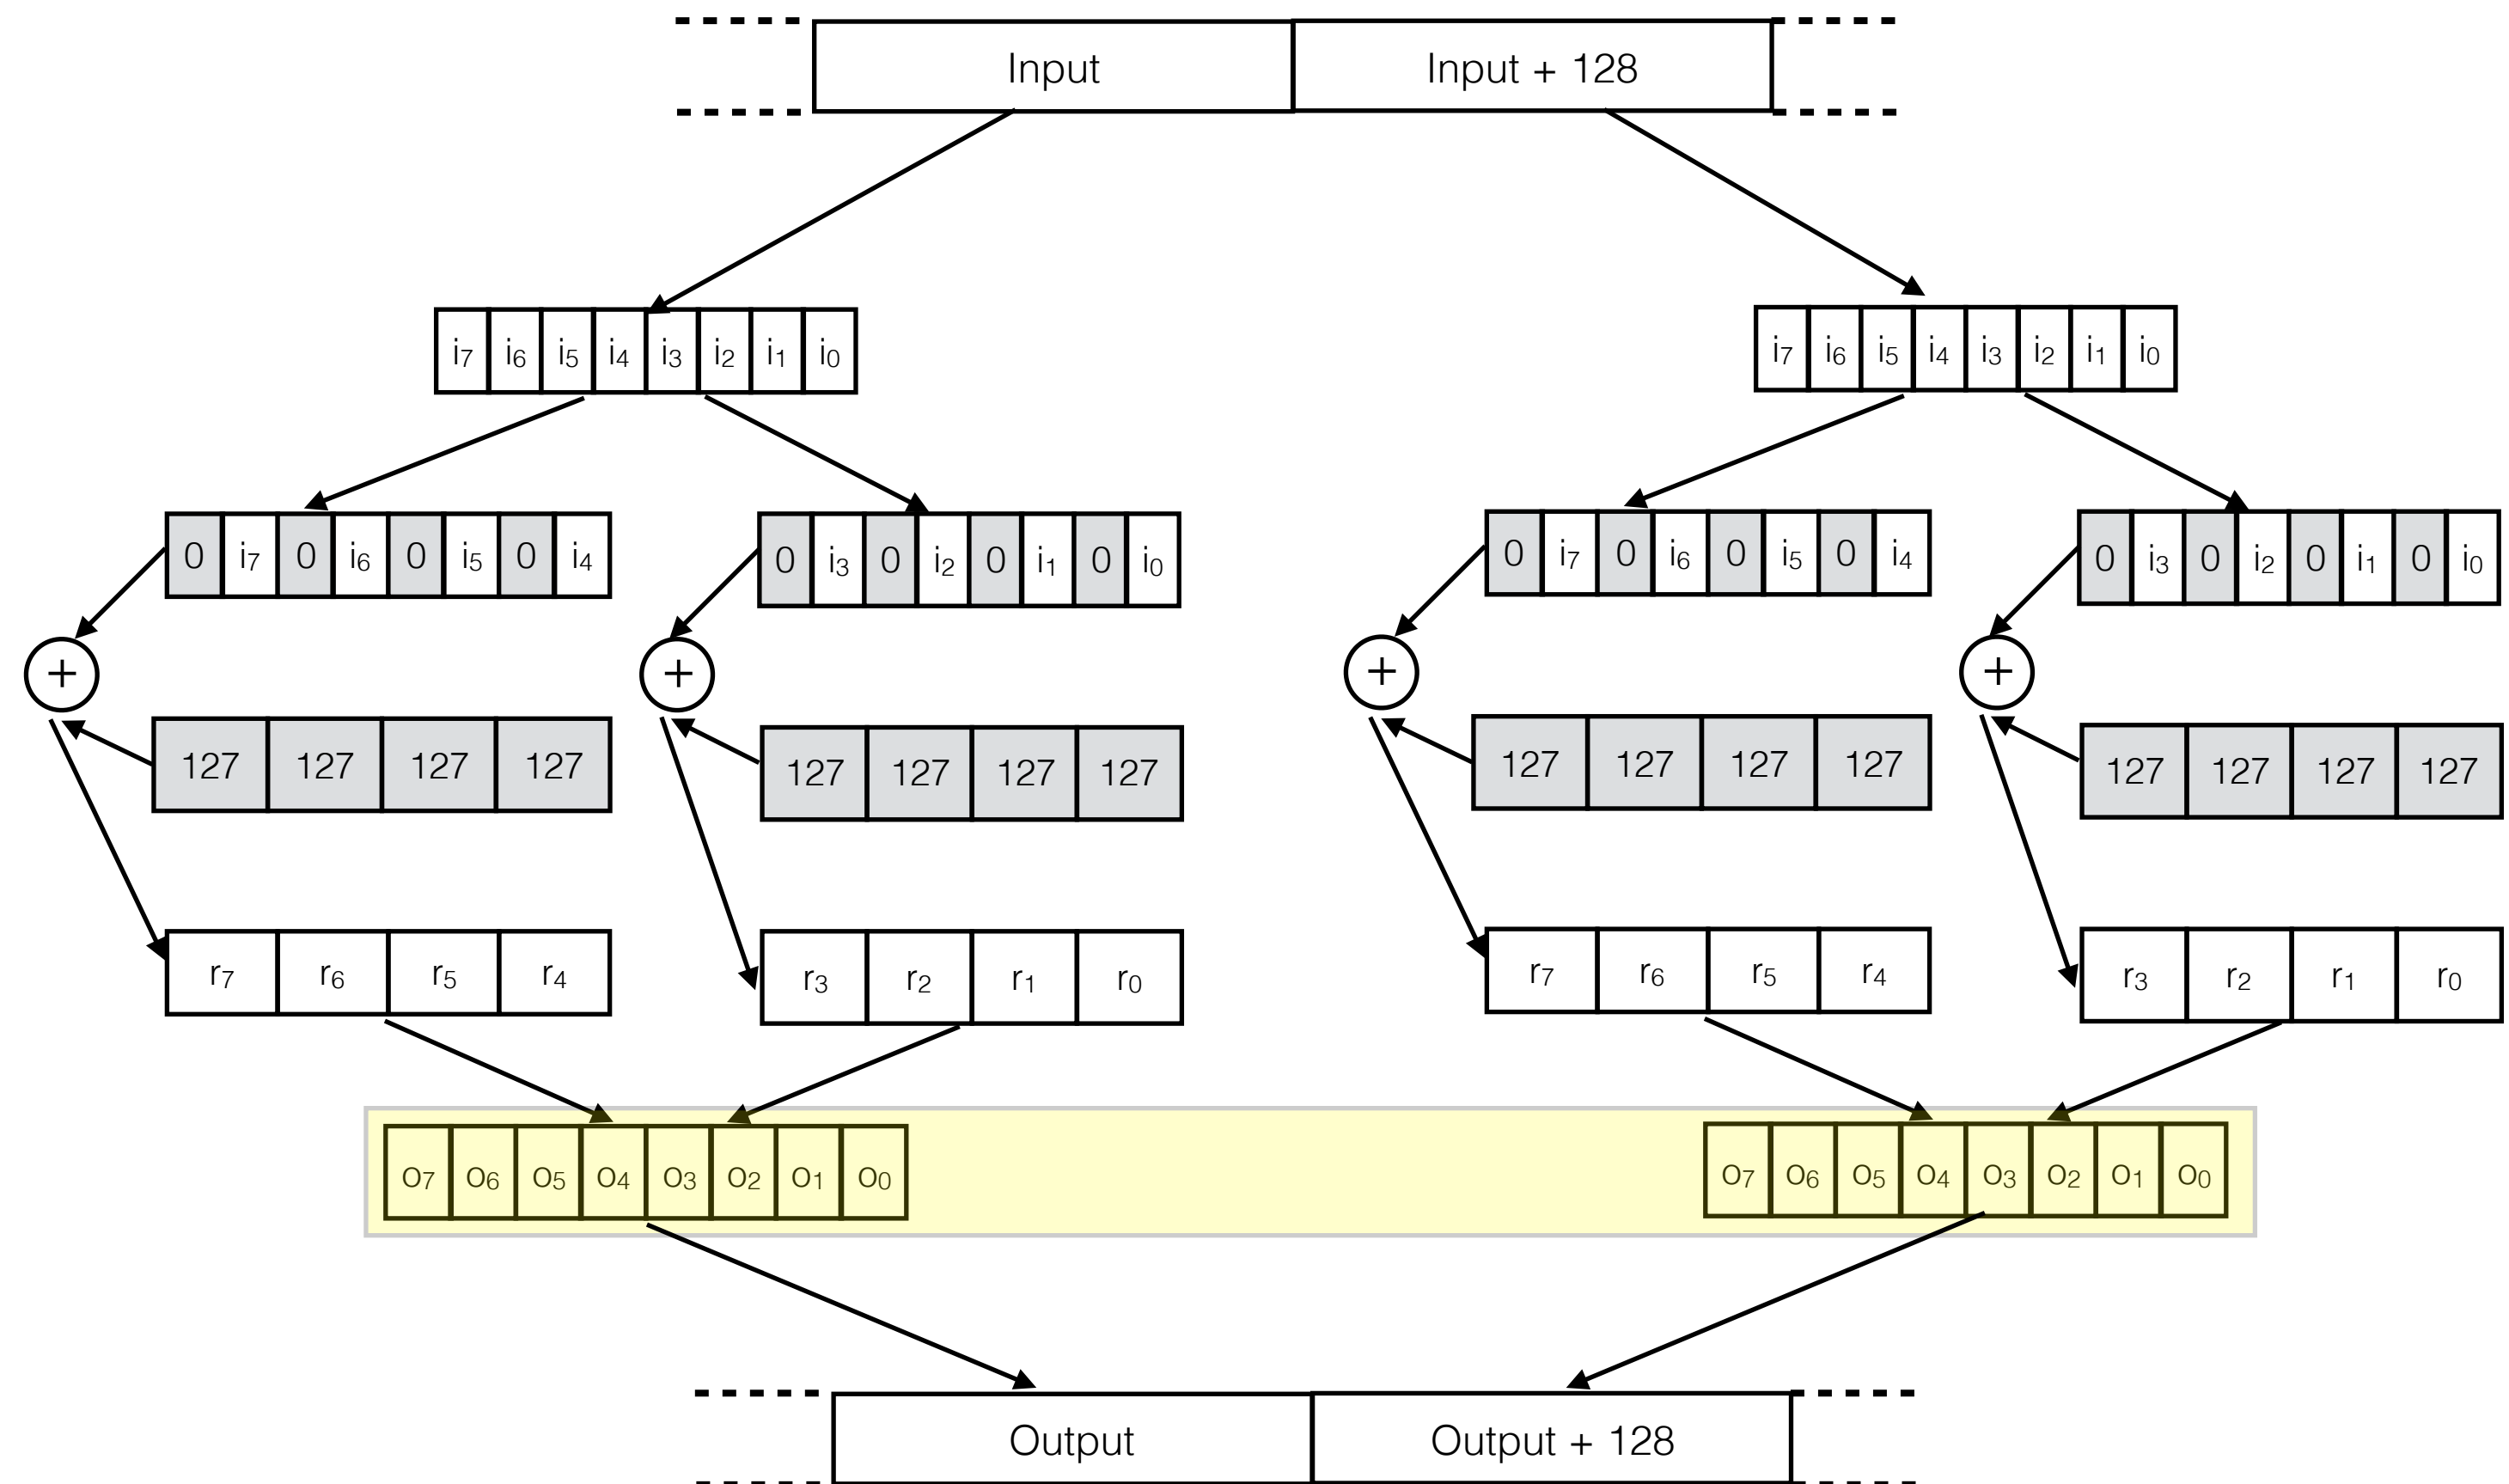 Input Input + 128
i₇ i₆ i₅ i₄ i₃ i₂ i₁ i₀ i₇ i₆ i₅ i₄ i₃ i₂ i₁ i₀
0 i₇ 0 i₆ 0 i₅ 0 i₄ 0 i₃ 0 i₂ 0 i₁ 0 i₀ 0 i₇ 0 i₆ 0 i₅ 0 i₄ 0 i₃ 0 i₂ 0 i₁ 0 i₀
+ + + +
127 127 127 127 127 127 127 127 127 127 127 127 127 127 127 127
r₇ r₆ r₅ r₄ r₃ r₂ r₁ r₀ r₇ r₆ r₅ r₄ r₃ r₂ r₁ r₀
o₇ o₆ o₅ o₄ o₃ o₂ o₁ o₀ o₇ o₆ o₅ o₄ o₃ o₂ o₁ o₀
Output Output + 128